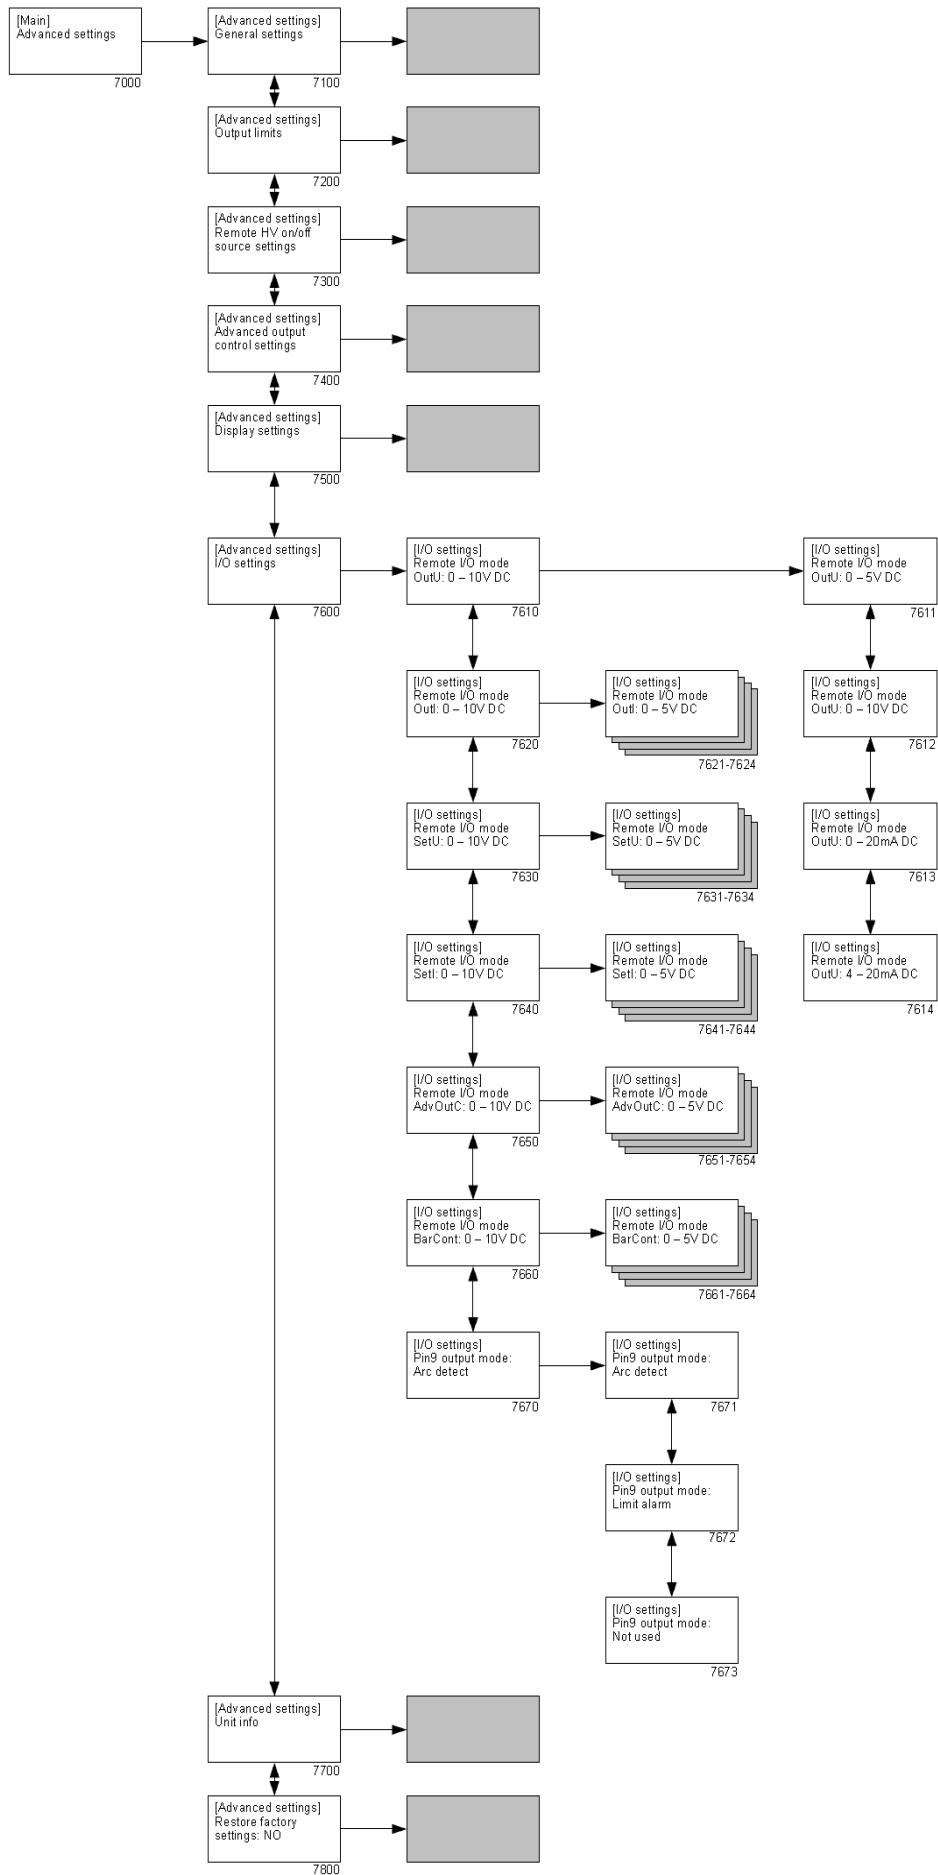 [Main]
Advanced settings
7000
[Advanced settings]
General settings
7100
[Advanced settings]
Output limits
7200
[Advanced settings]
Remote HV on/off
source settings
7300
[Advanced settings]
Advanced output
control settings
7400
[Advanced settings]
Display settings
7500
[Advanced settings]
I/O settings
7600
[I/O settings]
Remote I/O mode
OutU: 0 – 10V DC
7610
[I/O settings]
Remote I/O mode
OutU: 0 – 5V DC
7611
[I/O settings]
Remote I/O mode
OutI: 0 – 10V DC
7620
[I/O settings]
Remote I/O mode
OutI: 0 – 5V DC
7621-7624
[I/O settings]
Remote I/O mode
OutU: 0 – 10V DC
7612
[I/O settings]
Remote I/O mode
SetU: 0 – 10V DC
7630
[I/O settings]
Remote I/O mode
SetU: 0 – 5V DC
7631-7634
[I/O settings]
Remote I/O mode
OutU: 0 – 20mA DC
7613
[I/O settings]
Remote I/O mode
SetI: 0 – 10V DC
7640
[I/O settings]
Remote I/O mode
SetI: 0 – 5V DC
7641-7644
[I/O settings]
Remote I/O mode
OutU: 4 – 20mA DC
7614
[I/O settings]
Remote I/O mode
AdvOutC: 0 – 10V DC
7650
[I/O settings]
Remote I/O mode
AdvOutC: 0 – 5V DC
7651-7654
[I/O settings]
Remote I/O mode
BarCont: 0 – 10V DC
7660
[I/O settings]
Remote I/O mode
BarCont: 0 – 5V DC
7661-7664
[I/O settings]
Pin9 output mode:
Arc detect
7670
[I/O settings]
Pin9 output mode:
Arc detect
7671
[I/O settings]
Pin9 output mode:
Limit alarm
7672
[I/O settings]
Pin9 output mode:
Not used
7673
[Advanced settings]
Unit info
7700
[Advanced settings]
Restore factory
settings: NO
7800